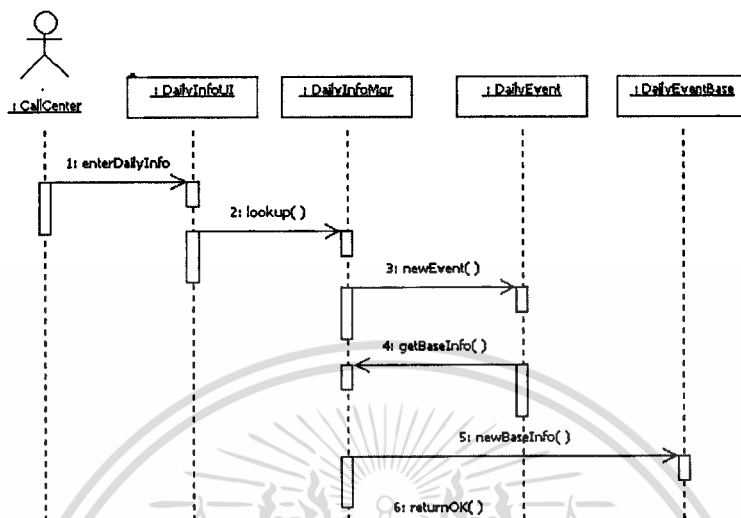 : CallCenter
: DailyInfoUI
: DailyInfoMgr
: DailyEvent
: DailyEventBase
1: enterDailyInfo
2: lookup( )
3: newEvent( )
4: getBaseInfo( )
5: newBaseInfo( )
6: returnOK( )